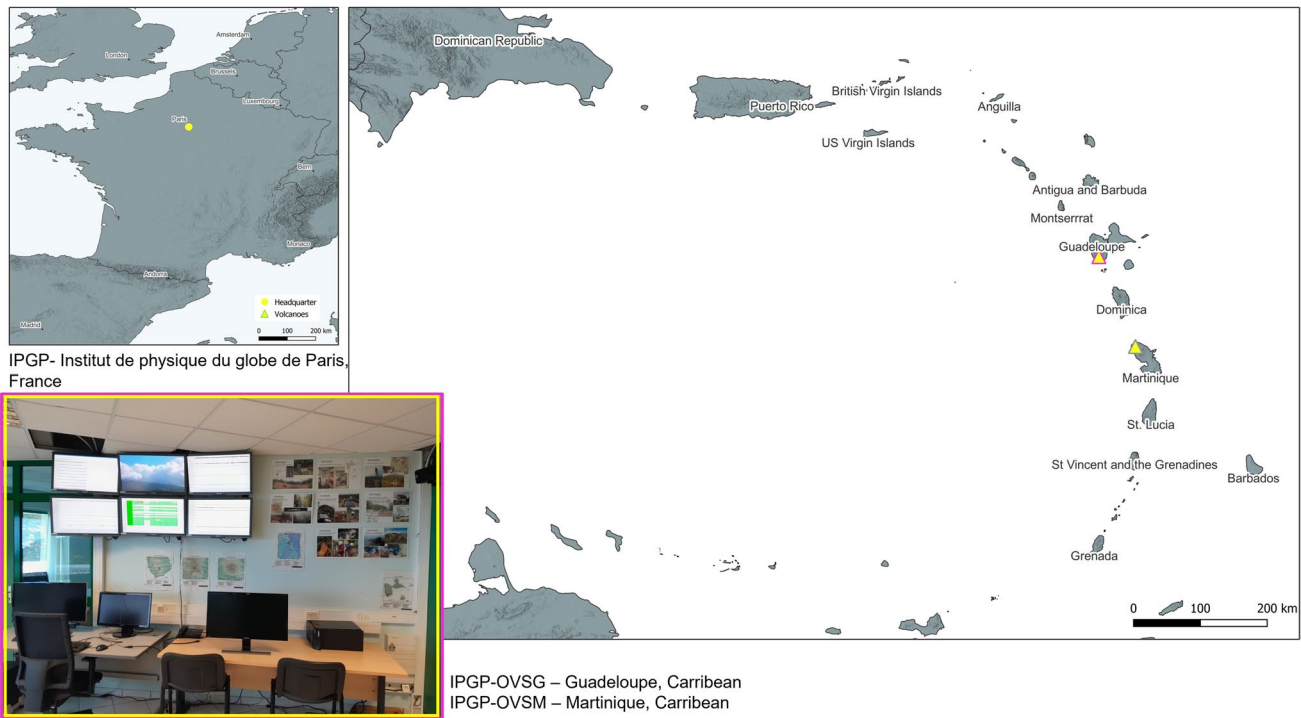 Amsterdam
London
Brussels
Luxembourg
Paris
Bern
Monaco
Andorra
Madrid
Headquarter
Volcanoes
0 100 200 km
IPGP- Institut de physique du globe de Paris,
France
Dominican Republic
Puerto Rico
British Virgin Islands
US Virgin Islands
Anguilla
Antigua and Barbuda
Montserrrat
Guadeloupe
Dominica
Martinique
St. Lucia
St Vincent and the Grenadines
Barbados
Grenada
0 100 200 km
IPGP-OVSG – Guadeloupe, Carribean
IPGP-OVSM – Martinique, Carribean